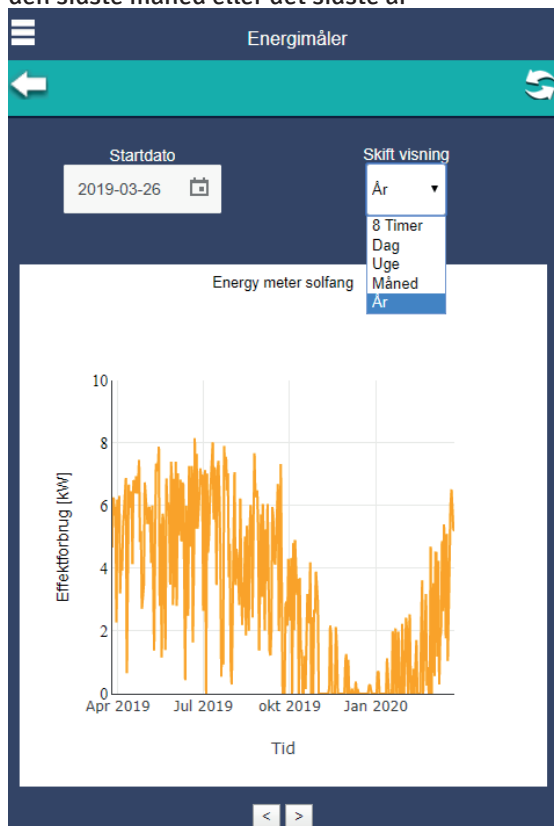 den sidste måned eller det sidste år
Energimåler
Startdato
Skift visning
2019-03-26
År
8 Timer
Dag
Uge
Måned
År
Energy meter solfang
10
8
6
4
2
0
Effektforbrug [kW]
Apr 2019 Jul 2019 okt 2019 Jan 2020
Tid
< >